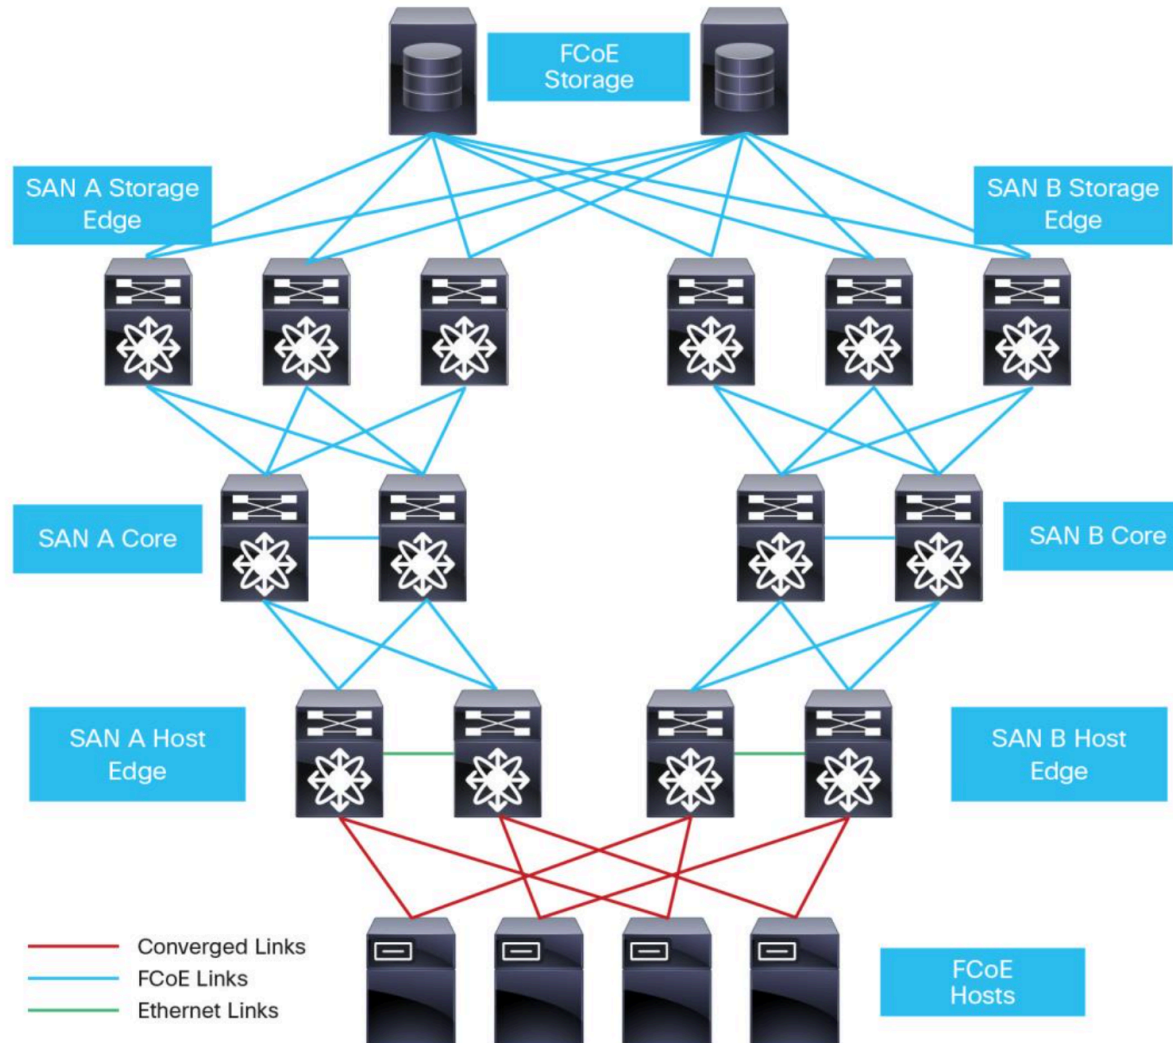 FCoE
Storage
SAN A Storage
Edge
SAN B Storage
Edge
SAN A Core
SAN B Core
SAN A Host
Edge
SAN B Host
Edge
Converged Links
FCoE Links
Ethernet Links
FCoE
Hosts